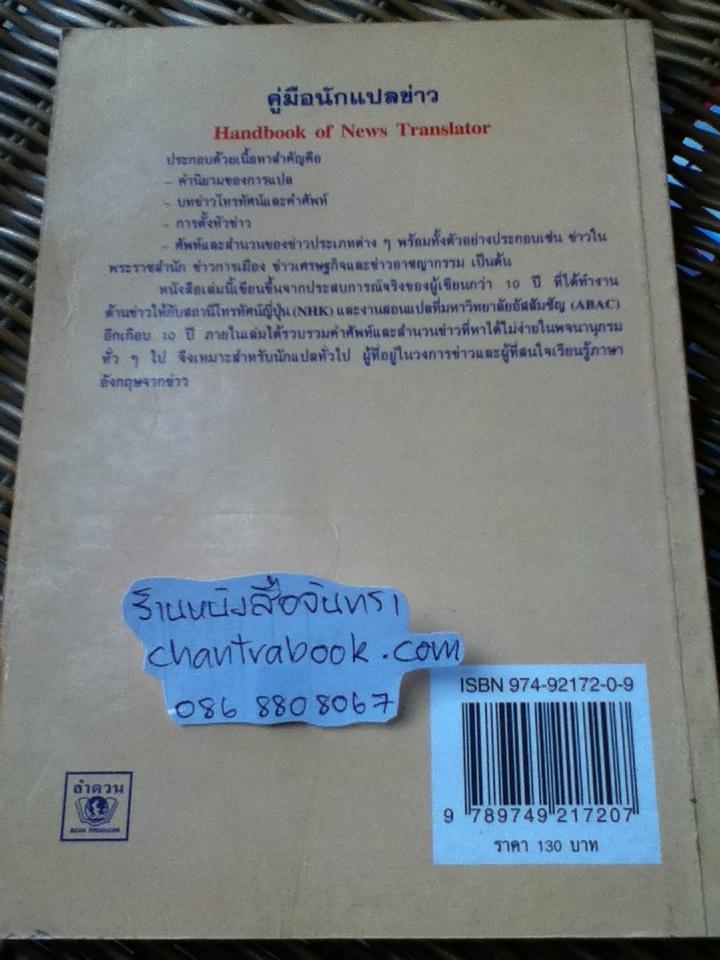 คู่มือนักแปลข่าว
Handbook of News Translator
ประกอบด้วยเนื้อหาสำคัญคือ
- คำนิยามของการแปล
- บทข่าวโทรทัศน์และคำศัพท์
- การตั้งหัวข่าว
- ศัพท์และสำนวนของข่าวประเภทต่าง ๆ พร้อมทั้งตัวอย่างประกอบเช่น ข่าวใน
พระราชสำนัก ข่าวการเมือง ข่าวเศรษฐกิจและข่าวอาชญากรรม เป็นต้น
หนังสือเล่มนี้เขียนขึ้นจากประสบการณ์จริงของผู้เขียนกว่า 10 ปี ที่ได้ทำงาน
ด้านข่าวให้กับสถานีโทรทัศน์ญี่ปุ่น (NHK) และงานสอนแปลที่มหาวิทยาลัยอัสสัมชัญ (ABAC)
อีกเกือบ 10 ปี ภายในเล่มได้รวบรวมคำศัพท์และสำนวนข่าวที่หาได้ไม่ง่ายในพจนานุกรม
ทั่ว ๆ ไป จึงเหมาะสำหรับนักแปลทั่วไป ผู้ที่อยู่ในวงการข่าวและผู้ที่สนใจเรียนรู้ภาษา
อังกฤษจากข่าว
ร้านหนังสือจันทรา
chantrabook.com
086 8808067
ISBN 974-92172-0-9
9 789749 217207
ราคา 130 บาท
ลำดวน
BOOK PRODUCER